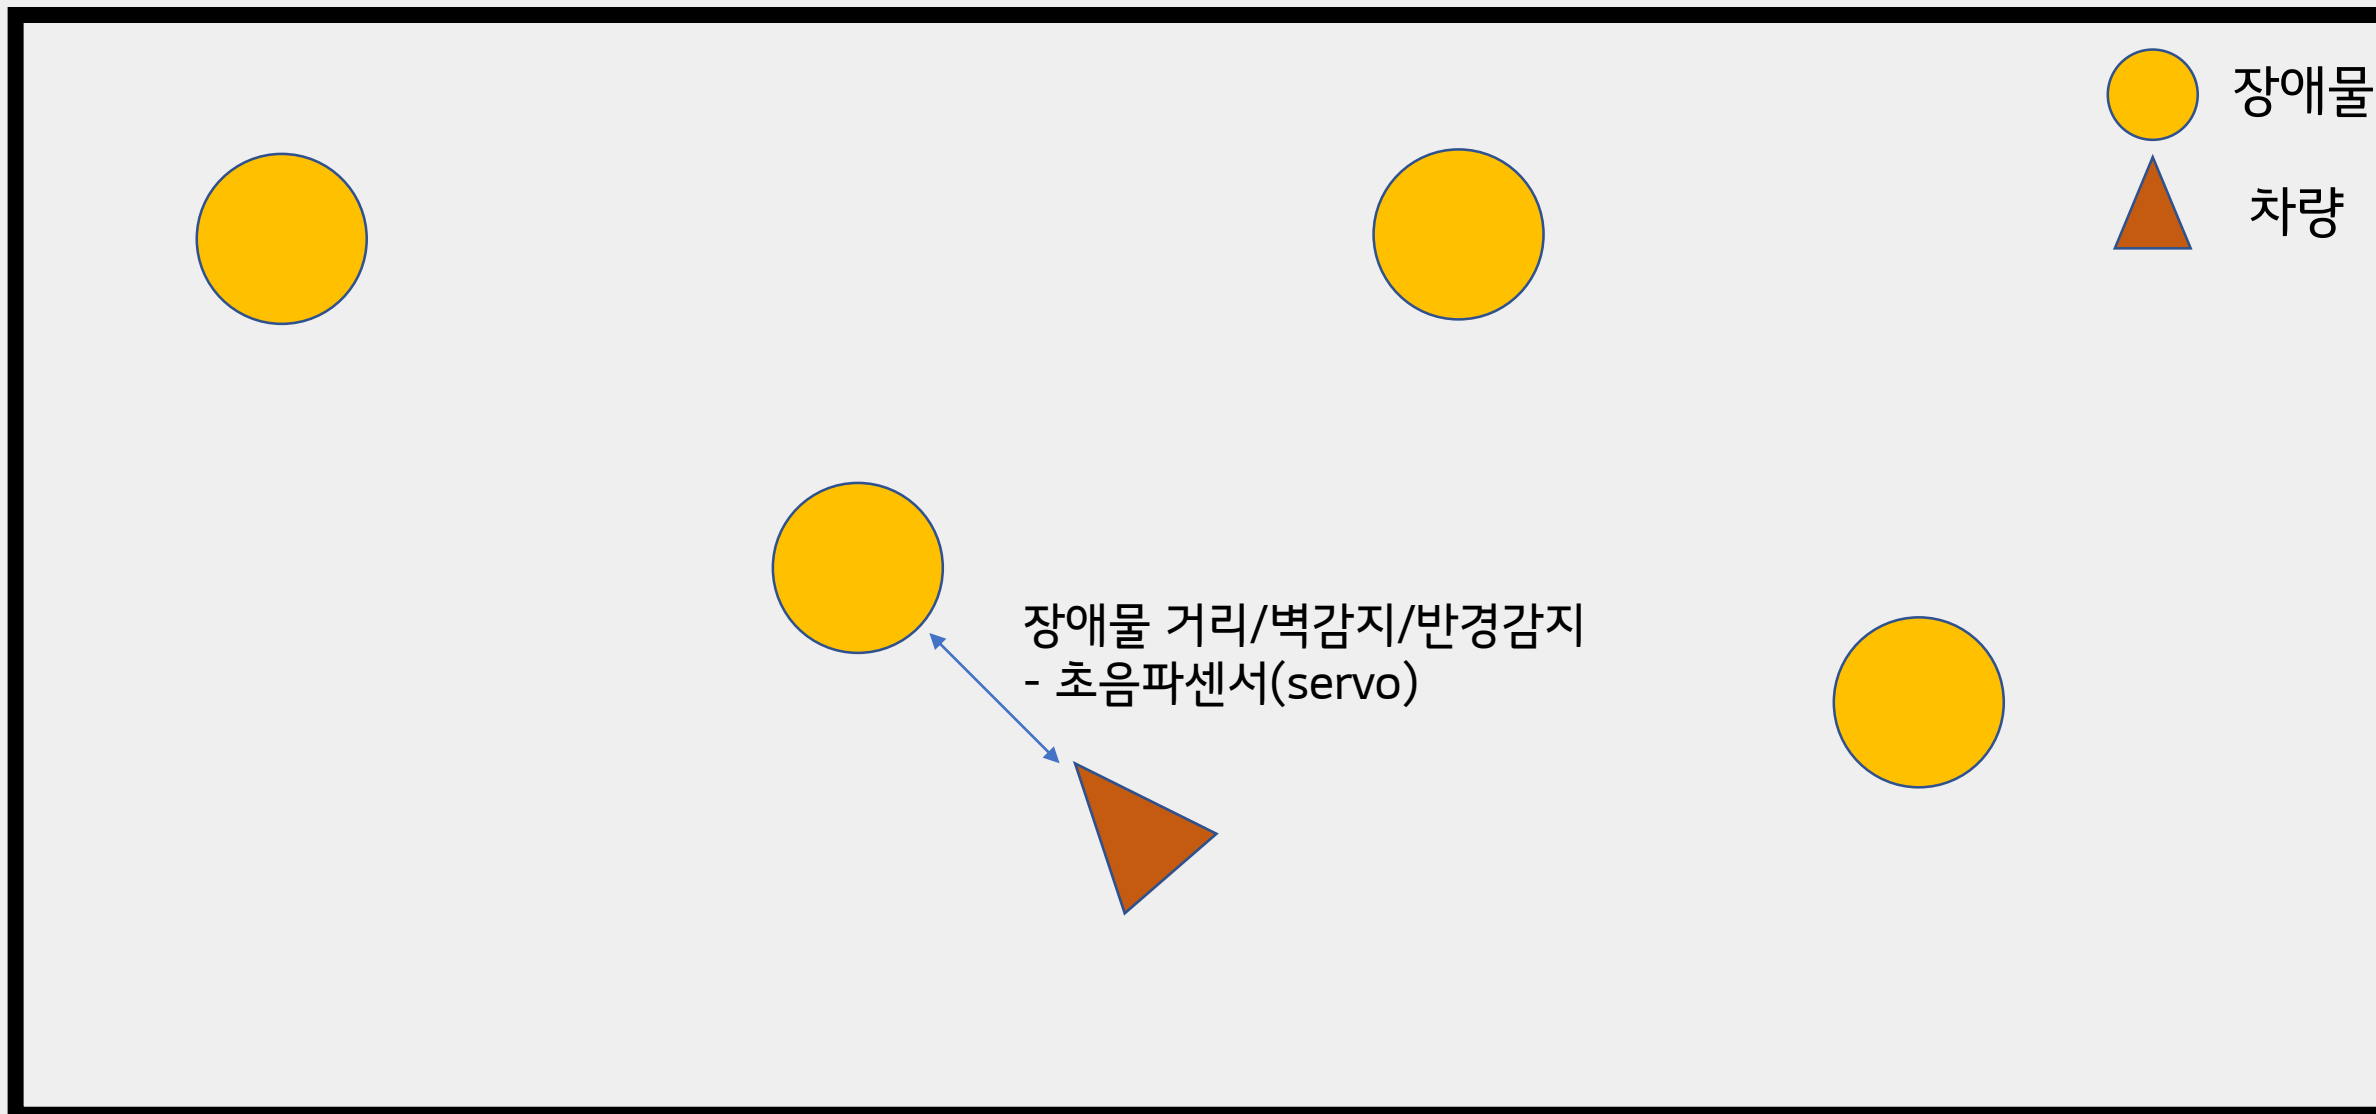 장애물
차량
장애물 거리/벽감지/반경감지
- 초음파센서(servo)